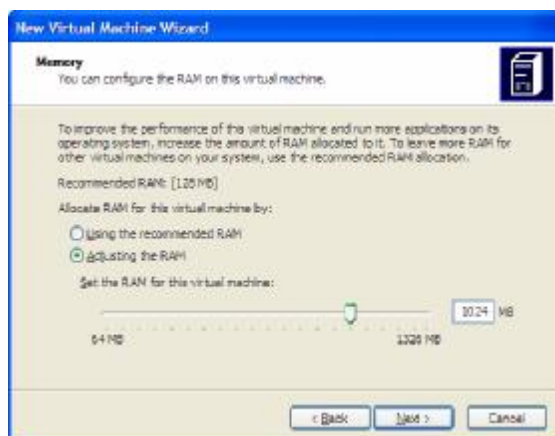 New Virtual Machine Wizard
Memory
You can configure the RAM on this virtual machine.
To improve the performance of this virtual machine and run more applications on its
operating system, increase the amount of RAM allocated to it. To leave more RAM for
other virtual machines on your system, use the recommended RAM allocation.
Recommended RAM: [128 MB]
Allocate RAM for this virtual machine by:
Using the recommended RAM
Adjusting the RAM
Set the RAM for this virtual machine:
1024 MB
64 MB 1326 MB
< Back Next > Cancel